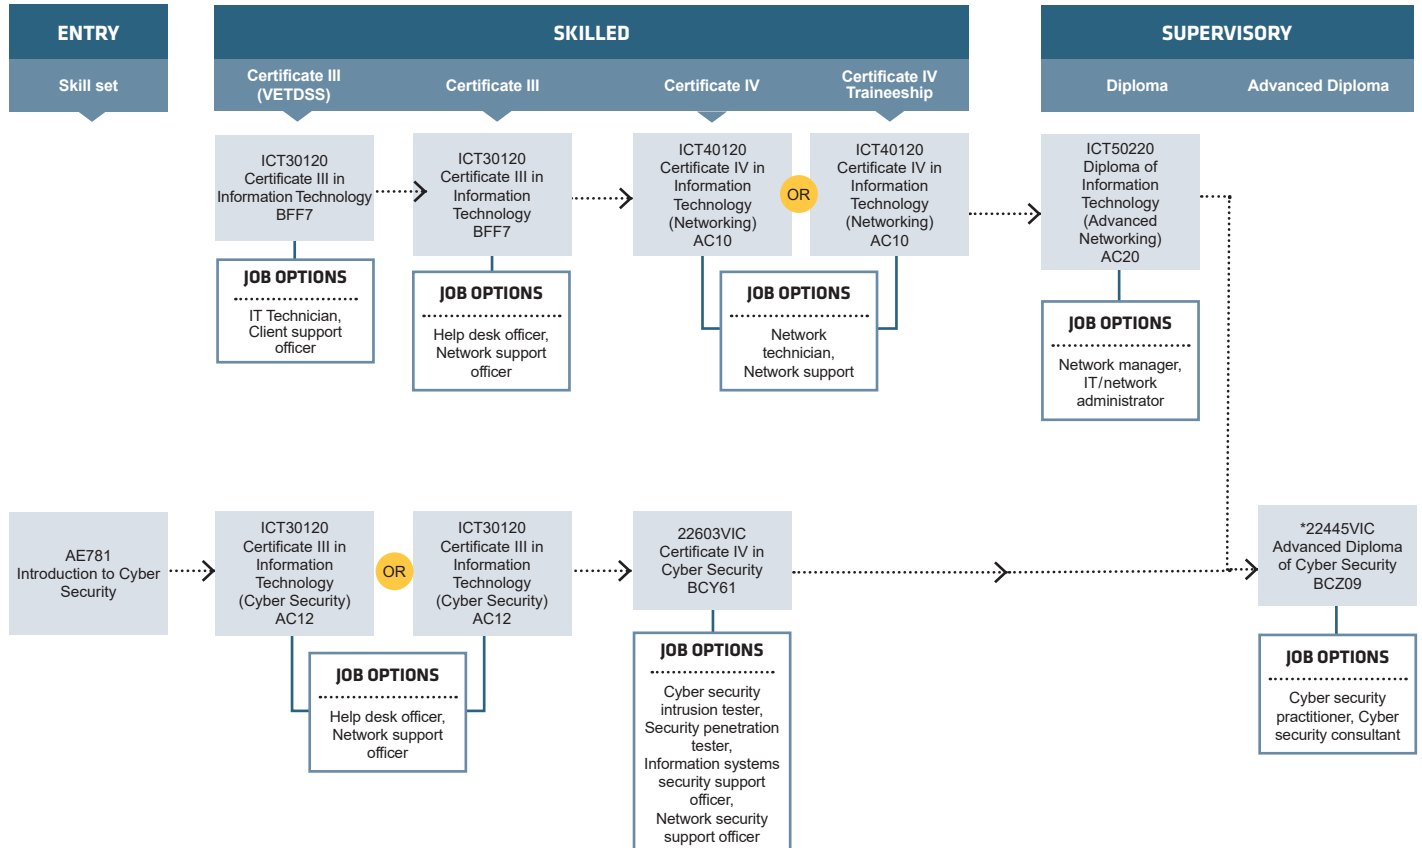 ENTRY
SKILLED
SUPERVISORY
Skill set
Certificate III
(VETDSS)
Certificate III
Certificate IV
Certificate IV
Traineeship
Diploma
Advanced Diploma
ICT30120
Certificate III in
Information Technology
BFF7
ICT30120
Certificate III in
Information
Technology
BFF7
ICT40120
Certificate IV in
Information
Technology
(Networking)
AC10
OR
ICT40120
Certificate IV in
Information
Technology
(Networking)
AC10
ICT50220
Diploma of
Information
Technology
(Advanced
Networking)
AC20
JOB OPTIONS
IT Technician,
Client support
officer
JOB OPTIONS
Help desk officer,
Network support
officer
JOB OPTIONS
Network
technician,
Network support
JOB OPTIONS
Network manager,
IT/network
administrator
AE781
Introduction to Cyber
Security
ICT30120
Certificate III in
Information
Technology
(Cyber Security)
AC12
OR
ICT30120
Certificate III in
Information
Technology
(Cyber Security)
AC12
22603VIC
Certificate IV in
Cyber Security
BCY61
*22445VIC
Advanced Diploma
of Cyber Security
BCZ09
JOB OPTIONS
Help desk officer,
Network support
officer
JOB OPTIONS
Cyber security
intrusion tester,
Security penetration
tester,
Information systems
security support
officer,
Network security
support officer
JOB OPTIONS
Cyber security
practitioner, Cyber
security consultant